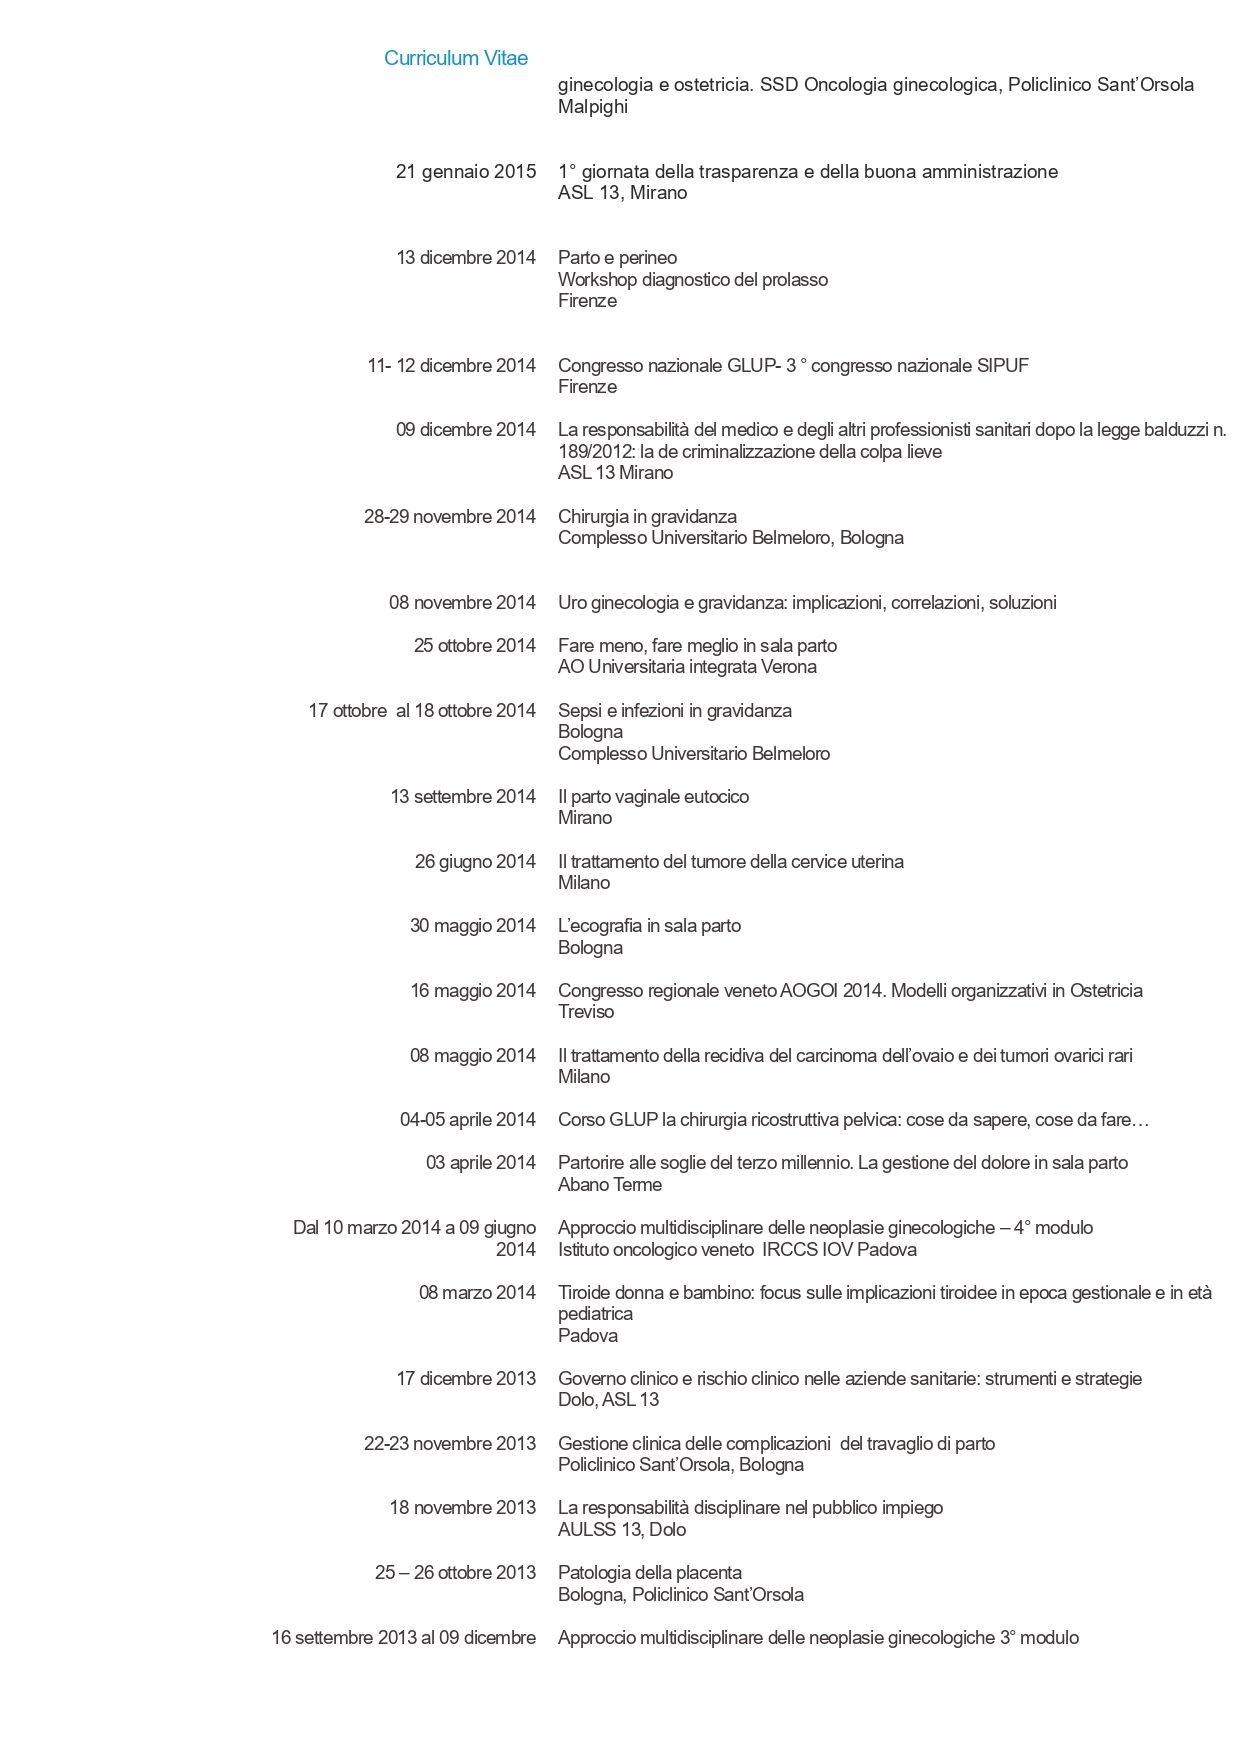 Curriculum Vitae
ginecologia e ostetricia. SSD Oncologia ginecologica, Policlinico Sant’Orsola
Malpighi
21 gennaio 2015 1° giornata della trasparenza e della buona amministrazione
ASL 13, Mirano
13 dicembre 2014 Parto e perineo
Workshop diagnostico del prolasso
Firenze
11- 12 dicembre 2014 Congresso nazionale GLUP- 3 ° congresso nazionale SIPUF
Firenze
09 dicembre 2014 La responsabilità del medico e degli altri professionisti sanitari dopo la legge balduzzi n.
189/2012: la de criminalizzazione della colpa lieve
ASL 13 Mirano
28-29 novembre 2014 Chirurgia in gravidanza
Complesso Universitario Belmeloro, Bologna
08 novembre 2014 Uro ginecologia e gravidanza: implicazioni, correlazioni, soluzioni
25 ottobre 2014 Fare meno, fare meglio in sala parto
AO Universitaria integrata Verona
17 ottobre al 18 ottobre 2014 Sepsi e infezioni in gravidanza
Bologna
Complesso Universitario Belmeloro
13 settembre 2014 Il parto vaginale eutocico
Mirano
26 giugno 2014 Il trattamento del tumore della cervice uterina
Milano
30 maggio 2014 L’ecografia in sala parto
Bologna
16 maggio 2014 Congresso regionale veneto AOGOI 2014. Modelli organizzativi in Ostetricia
Treviso
08 maggio 2014 Il trattamento della recidiva del carcinoma dell’ovaio e dei tumori ovarici rari
Milano
04-05 aprile 2014 Corso GLUP la chirurgia ricostruttiva pelvica: cose da sapere, cose da fare…
03 aprile 2014 Partorire alle soglie del terzo millennio. La gestione del dolore in sala parto
Abano Terme
Dal 10 marzo 2014 a 09 giugno Approccio multidisciplinare delle neoplasie ginecologiche – 4° modulo
2014 Istituto oncologico veneto IRCCS IOV Padova
08 marzo 2014 Tiroide donna e bambino: focus sulle implicazioni tiroidee in epoca gestionale e in età
pediatrica
Padova
17 dicembre 2013 Governo clinico e rischio clinico nelle aziende sanitarie: strumenti e strategie
Dolo, ASL 13
22-23 novembre 2013 Gestione clinica delle complicazioni del travaglio di parto
Policlinico Sant’Orsola, Bologna
18 novembre 2013 La responsabilità disciplinare nel pubblico impiego
AULSS 13, Dolo
25 – 26 ottobre 2013 Patologia della placenta
Bologna, Policlinico Sant’Orsola
16 settembre 2013 al 09 dicembre Approccio multidisciplinare delle neoplasie ginecologiche 3° modulo